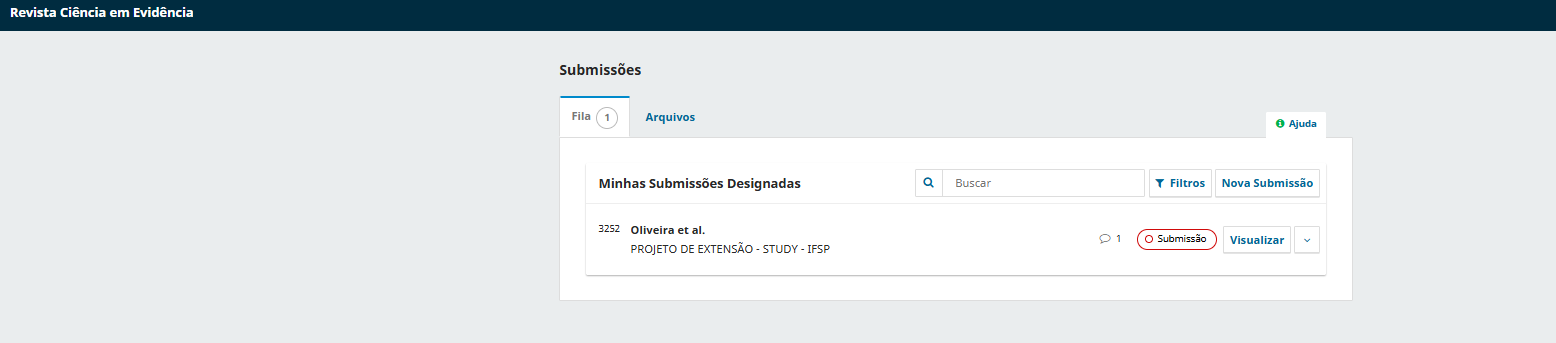 Revista Ciência em Evidência
Submissões
Fila 1 Arquivos
Ajuda
Minhas Submissões Designadas Buscar Filtros Nova Submissão
3252 Oliveira et al. 1 Submissão Visualizar
PROJETO DE EXTENSÃO - STUDY - IFSP